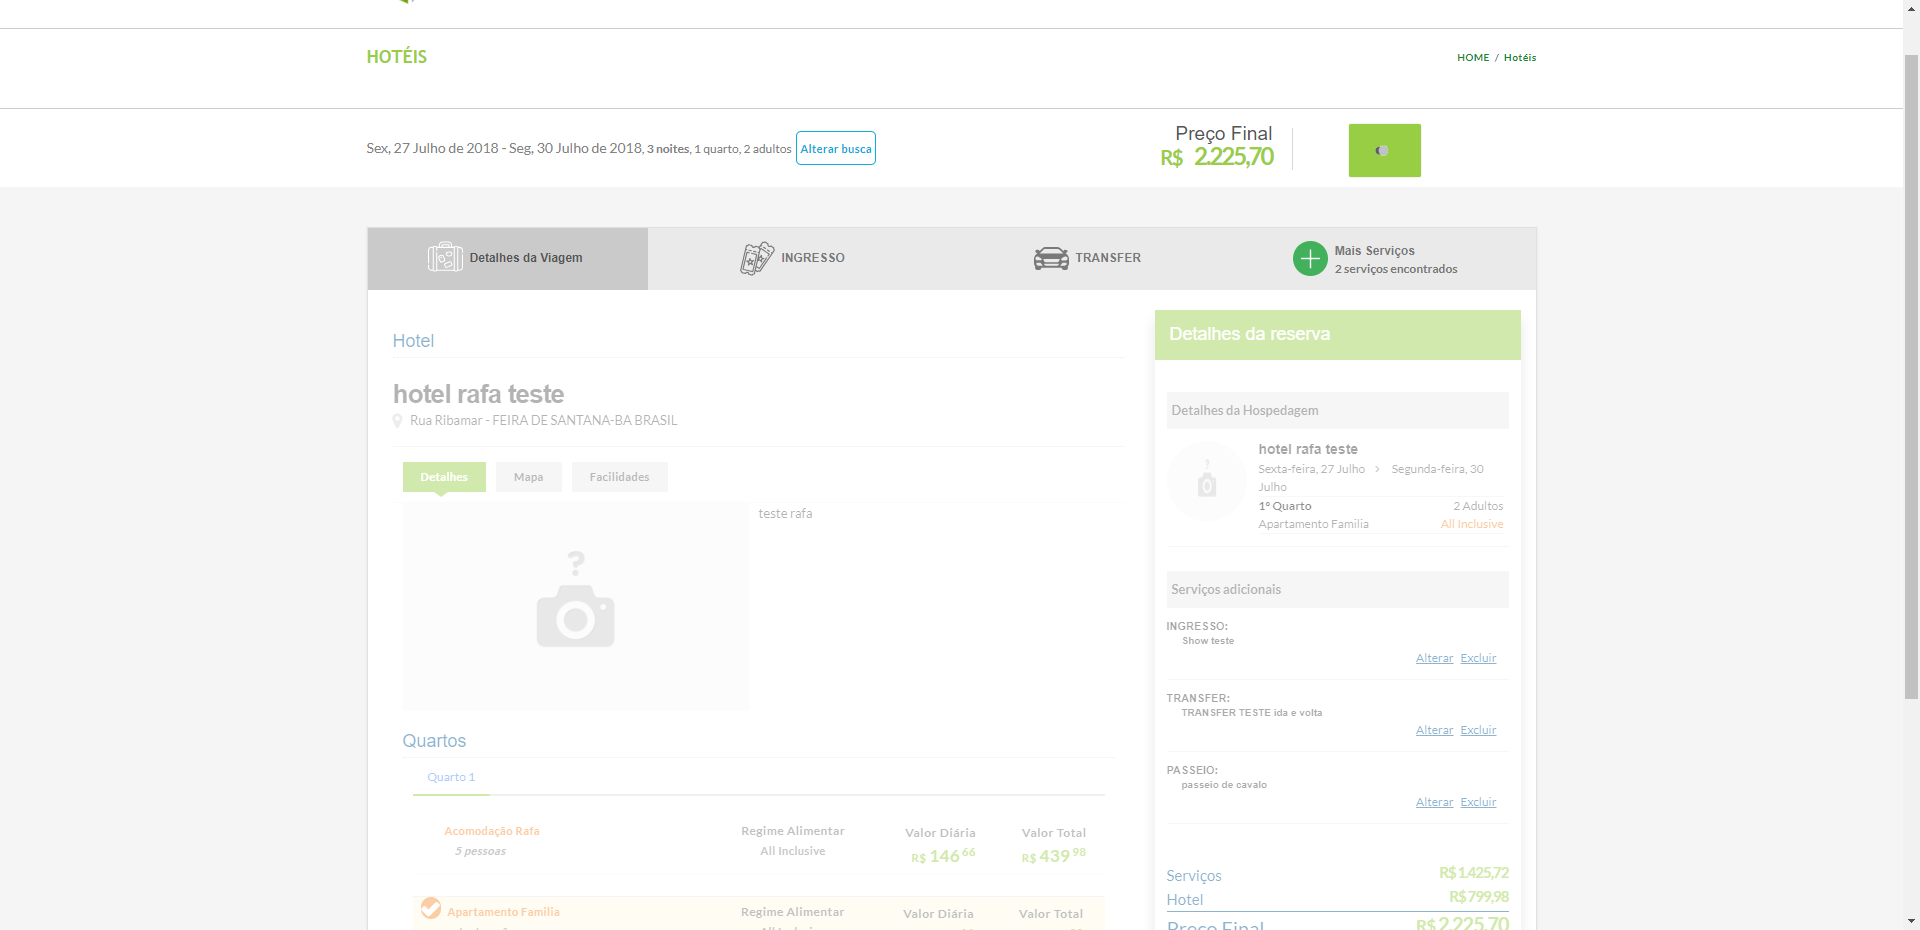 HOTÉIS
HOME / Hotéis
Sex, 27 Julho de 2018 - Seg, 30 Julho de 2018, 3 noites, 1 quarto, 2 adultos
Alterar busca
Preço Final
R$ 2.225,70
Detalhes da Viagem
INGRESSO
TRANSFER
Mais Serviços
2 serviços encontrados
Hotel
hotel rafa teste
Rua Ribamar - FEIRA DE SANTANA-BA BRASIL
Detalhes
Mapa
Facilidades
teste rafa
Quartos
Quarto 1
Acomodação Rafa
5 pessoas
Regime Alimentar
All Inclusive
Valor Diária
R$ 146 66
Valor Total
R$ 439 98
Apartamento Familia
Regime Alimentar
All Inclusive
Valor Diária
Valor Total
Detalhes da reserva
Detalhes da Hospedagem
hotel rafa teste
Sexta-feira, 27 Julho > Segunda-feira, 30
Julho
1º Quarto 2 Adultos
Apartamento Familia All Inclusive
Serviços adicionais
INGRESSO:
Show teste
Alterar Excluir
TRANSFER:
TRANSFER TESTE ida e volta
Alterar Excluir
PASSEIO:
passeio de cavalo
Alterar Excluir
Serviços R$ 1.425,72
Hotel R$ 799,98
Preço Final R$ 2.225,70